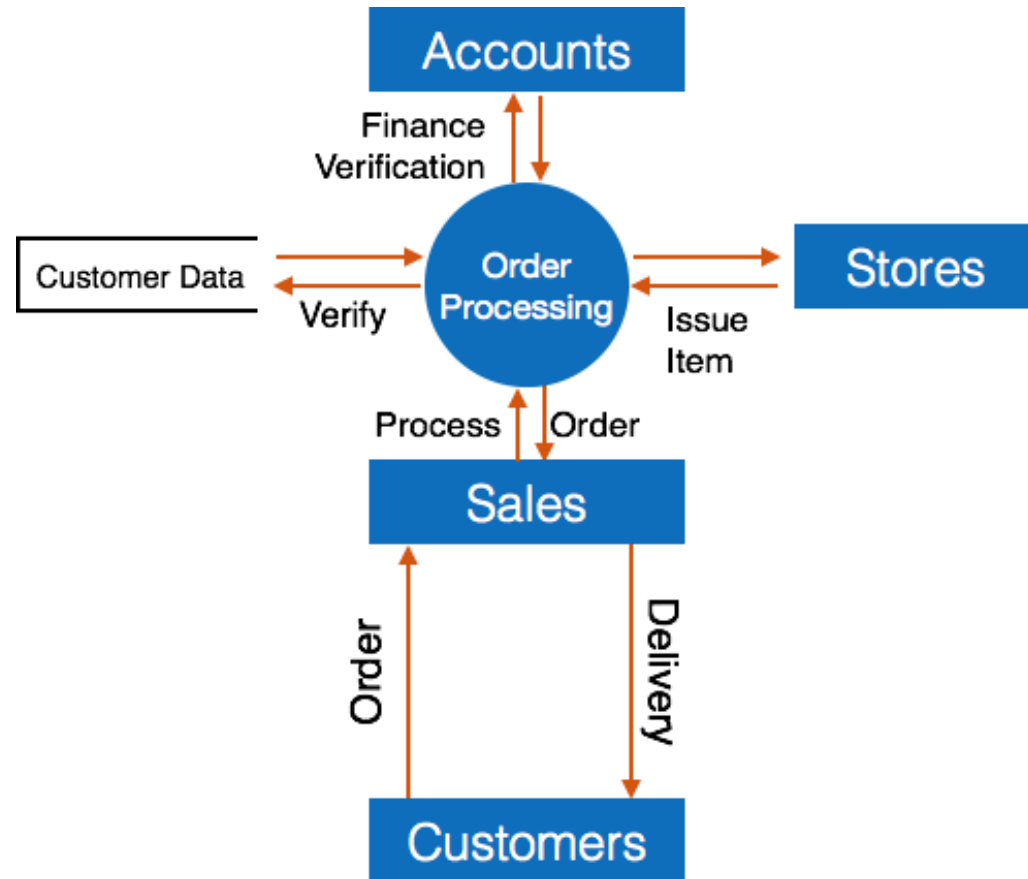 Accounts
Finance
Verification
Customer Data
Order
Processing
Stores
Verify
Issue
Item
Process
Order
Sales
Order
Delivery
Customers